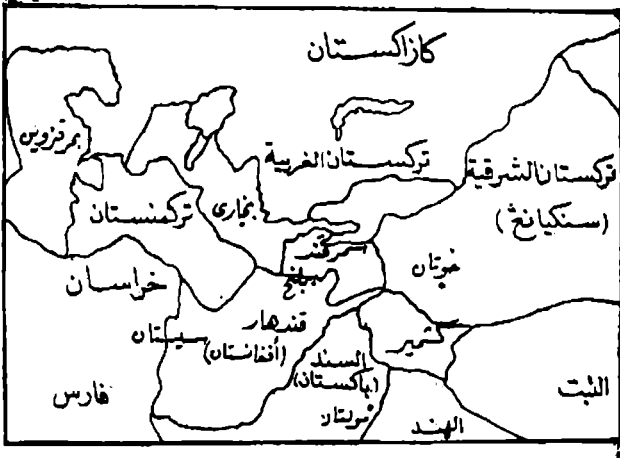 كازاكستان
بحر قزوين
تركستان الغربية
تركستان الشرقية
(سنكيانغ)
تركمنستان
بخارى
سمرقند
خوتان
بلخ
خراسان
قندهار
(أفغانستان)
سيستان
كشمير
السند
(باكستان)
مولتان
فارس
الهند
التبت